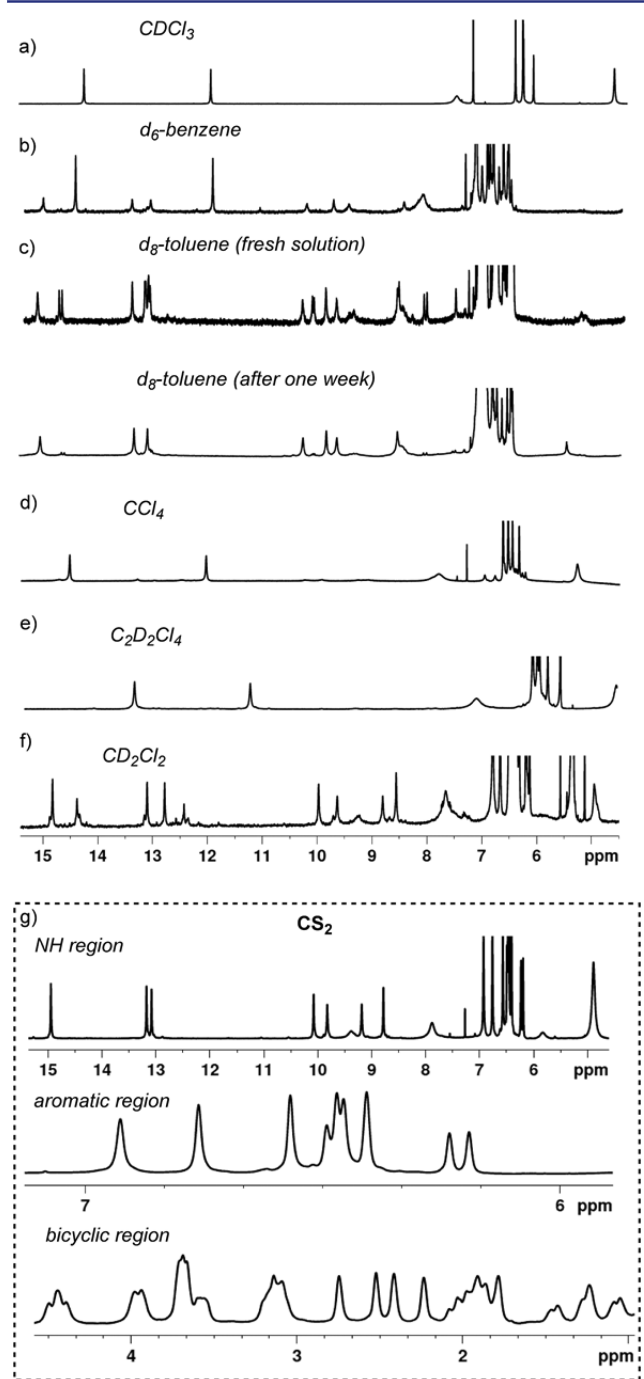 a)
CDCl3
d6-benzene
b)
c)
d8-toluene (fresh solution)
d8-toluene (after one week)
d)
CCl4
e)
C2D2Cl4
f)
CD2Cl2
15 14 13 12 11 10 9 8 7 6 ppm
g)
CS2
NH region
15 14 13 12 11 10 9 8 7 6 ppm
aromatic region
7 6 ppm
bicyclic region
4 3 2 ppm